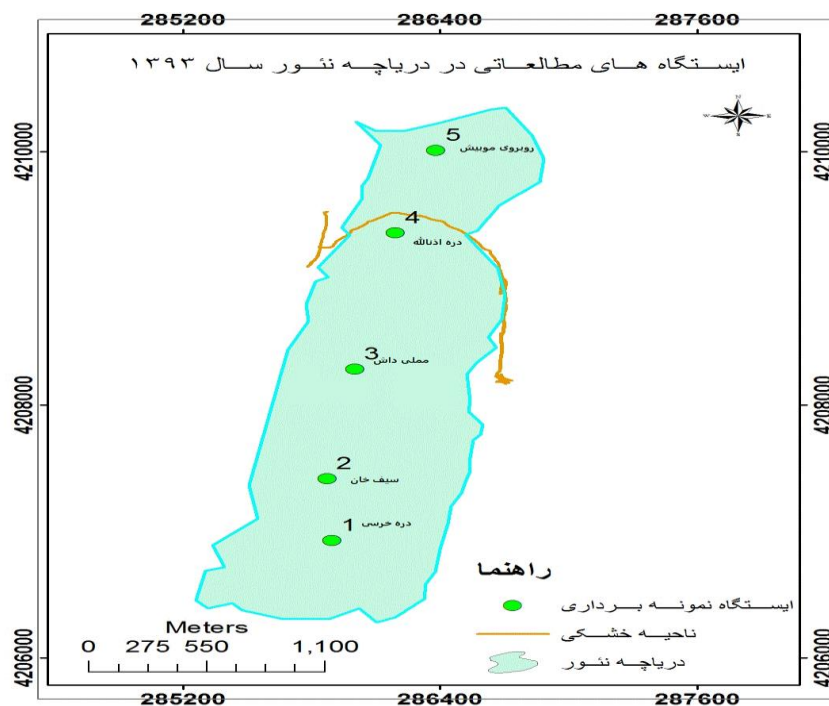 285200 286400 287600
ایستگاه های مطالعاتی در دریاچه نئور سال ۱۳۹۳
N
W E
S
4210000 4210000
5
روبروی موبیش
4
دره اذنالله
3
مملی داش
4208000 4208000
2
سیف خان
1
دره خرسی
راهنما
ایستگاه نمونه برداری
ناحیه خشکی
دریاچه نئور
Meters
0 275 550 1,100
4206000 4206000
285200 286400 287600